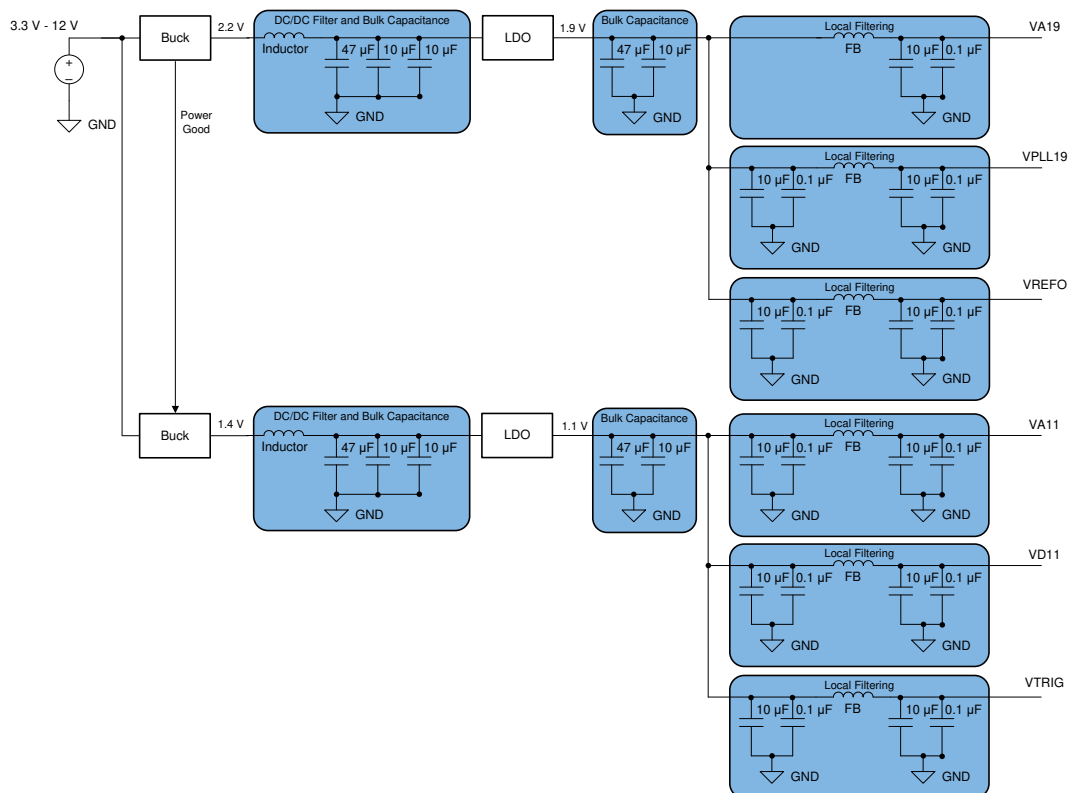 3.3 V - 12 V
+
−
GND
Buck
Power
Good
2.2 V
DC/DC Filter and Bulk Capacitance
Inductor
47 µF
10 µF
10 µF
GND
LDO
1.9 V
Bulk Capacitance
47 µF
10 µF
GND
Local Filtering
FB
10 µF
0.1 µF
GND
VA19
Local Filtering
10 µF
0.1 µF
FB
10 µF
0.1 µF
GND
GND
VPLL19
Local Filtering
10 µF
0.1 µF
FB
10 µF
0.1 µF
GND
GND
VREFO
Buck
1.4 V
DC/DC Filter and Bulk Capacitance
Inductor
47 µF
10 µF
10 µF
GND
LDO
1.1 V
Bulk Capacitance
47 µF
10 µF
GND
Local Filtering
10 µF
0.1 µF
FB
10 µF
0.1 µF
GND
GND
VA11
Local Filtering
10 µF
0.1 µF
FB
10 µF
0.1 µF
GND
GND
VD11
Local Filtering
10 µF
0.1 µF
FB
10 µF
0.1 µF
GND
GND
VTRIG